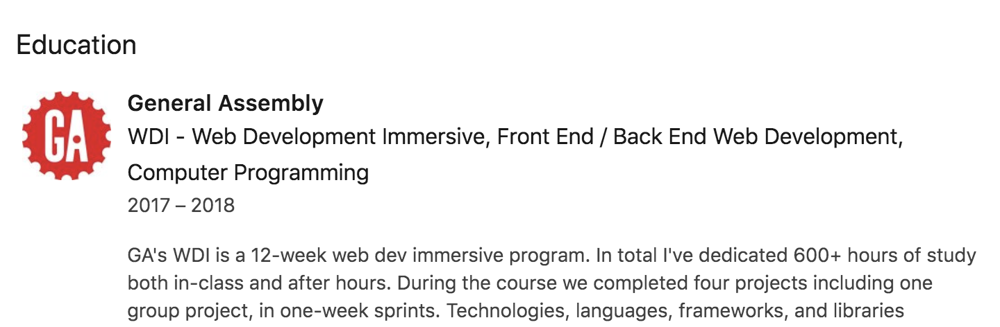 Education
GA
General Assembly
WDI - Web Development Immersive, Front End / Back End Web Development,
Computer Programming
2017 – 2018
GA's WDI is a 12-week web dev immersive program. In total I've dedicated 600+ hours of study
both in-class and after hours. During the course we completed four projects including one
group project, in one-week sprints. Technologies, languages, frameworks, and libraries